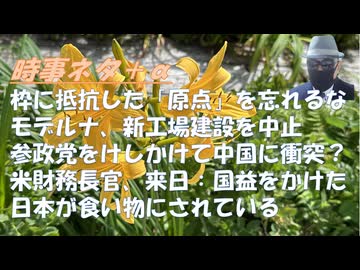 時事ネタ+α
枠に抵抗した「原点」を忘れるな
モデルナ、新工場建設を中止
参政党をけしかけて中国に衝突？
米財務長官　来日：国益をかけた
日本が食い物にされている